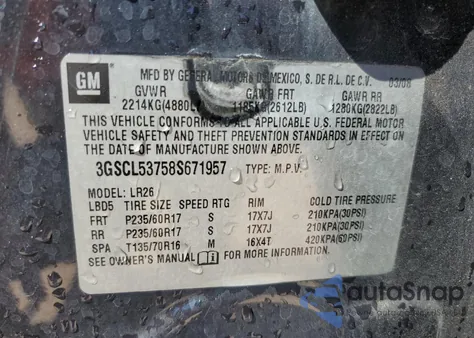 GM
MFD BY GENERAL MOTORS DE MEXICO, S. DE R.L. DE C.V. 03/08
GVWR GAWR FRT GAWR RR
2214KG(4880L 1185KG(2612LB) 1280KG(2822LB)
THIS VEHICLE CONFORMS TO ALL APPLICABLE U.S. FEDERAL MOTOR
VEHICLE SAFETY AND THEFT PREVENTION STANDARDS IN EFFECT ON
THE DATE OF MANUFACTURE SHOWN ABOVE.
3GSCL53758S671957 TYPE: M.P.V.
MODEL: LR26
LBD5 TIRE SIZE SPEED RTG RIM COLD TIRE PRESSURE
FRT P235/60R17 S 17X7J 210KPA(30PSI)
RR P235/60R17 S 17X7J 210KPA(30PSI)
SPA T135/70R16 M 16X4T 420KPA(60PSI)
SEE OWNER'S MANUAL FOR MORE INFORMATION.
autoSnap